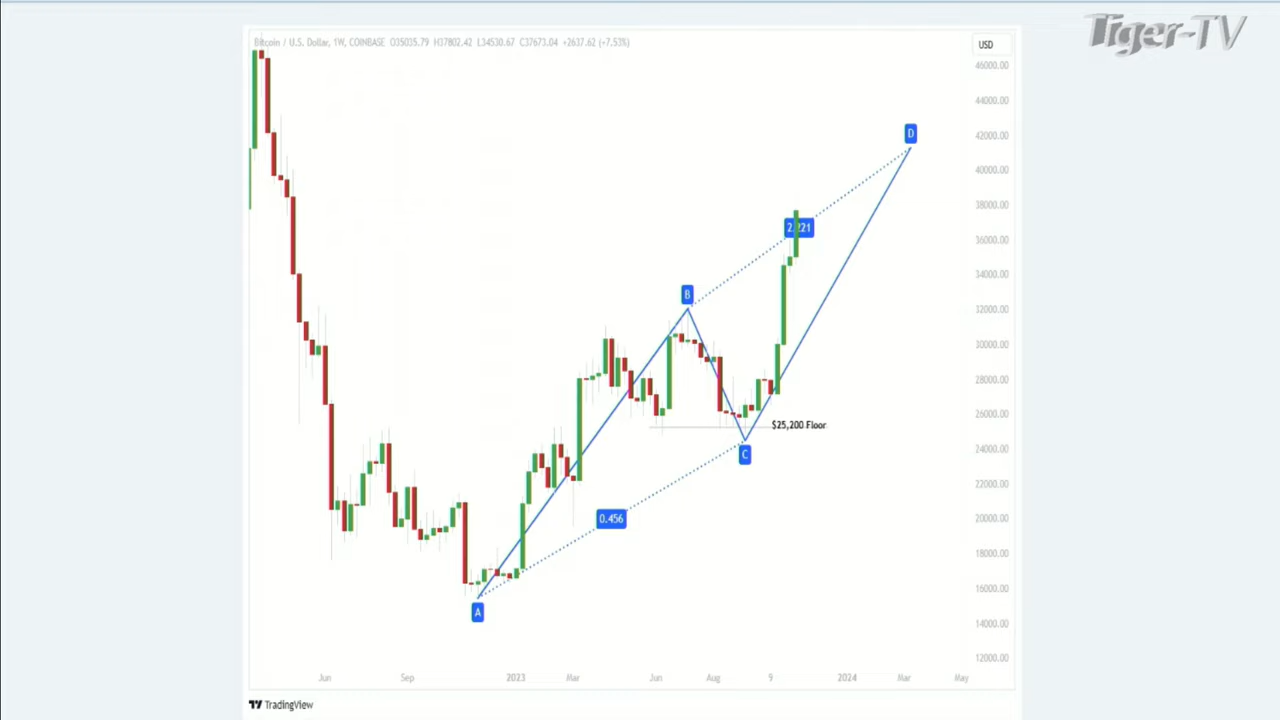 Tiger-TV
Bitcoin / U.S. Dollar, 1W, COINBASE O35035.79 H37802.42 L34530.67 C37673.04 +2637.62 (+7.53%)
USD
46000.00
44000.00
42000.00
40000.00
38000.00
36000.00
34000.00
32000.00
30000.00
28000.00
26000.00
24000.00
22000.00
20000.00
18000.00
16000.00
14000.00
12000.00
D
B
$25,200 Floor
C
0.456
A
Jun Sep 2023 Mar Jun Aug 9 2024 Mar May
TradingView